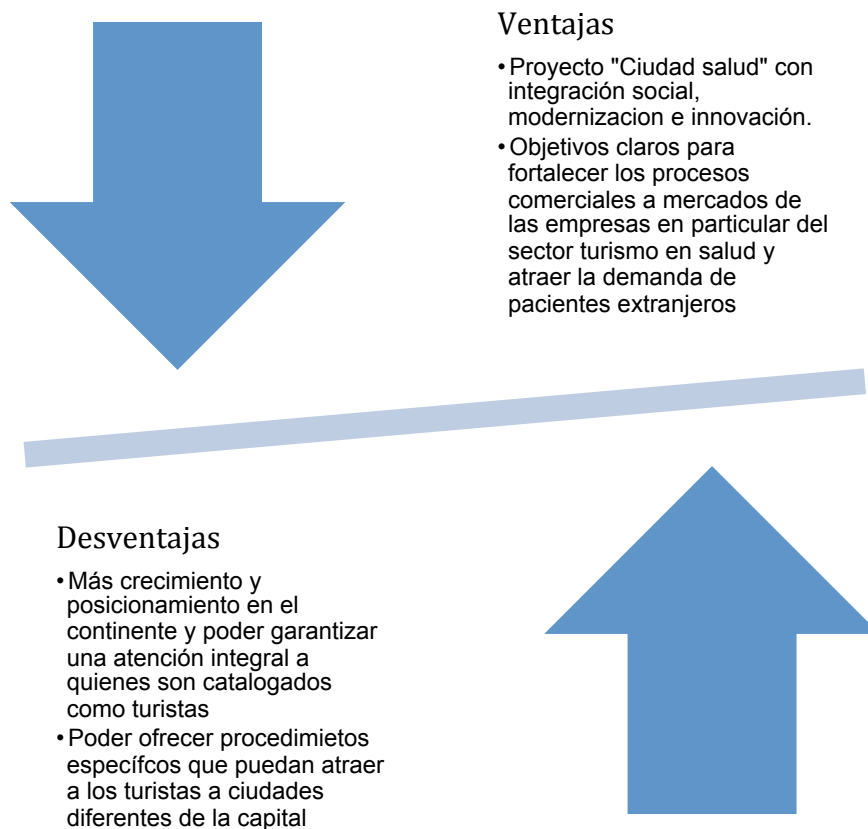 Ventajas
• Proyecto "Ciudad salud" con
integración social,
modernizacion e innovación.
• Objetivos claros para
fortalecer los procesos
comerciales a mercados de
las empresas en particular del
sector turismo en salud y
atraer la demanda de
pacientes extranjeros
Desventajas
• Más crecimiento y
posicionamiento en el
continente y poder garantizar
una atención integral a
quienes son catalogados
como turistas
• Poder ofrecer procedimietos
específcos que puedan atraer
a los turistas a ciudades
diferentes de la capital